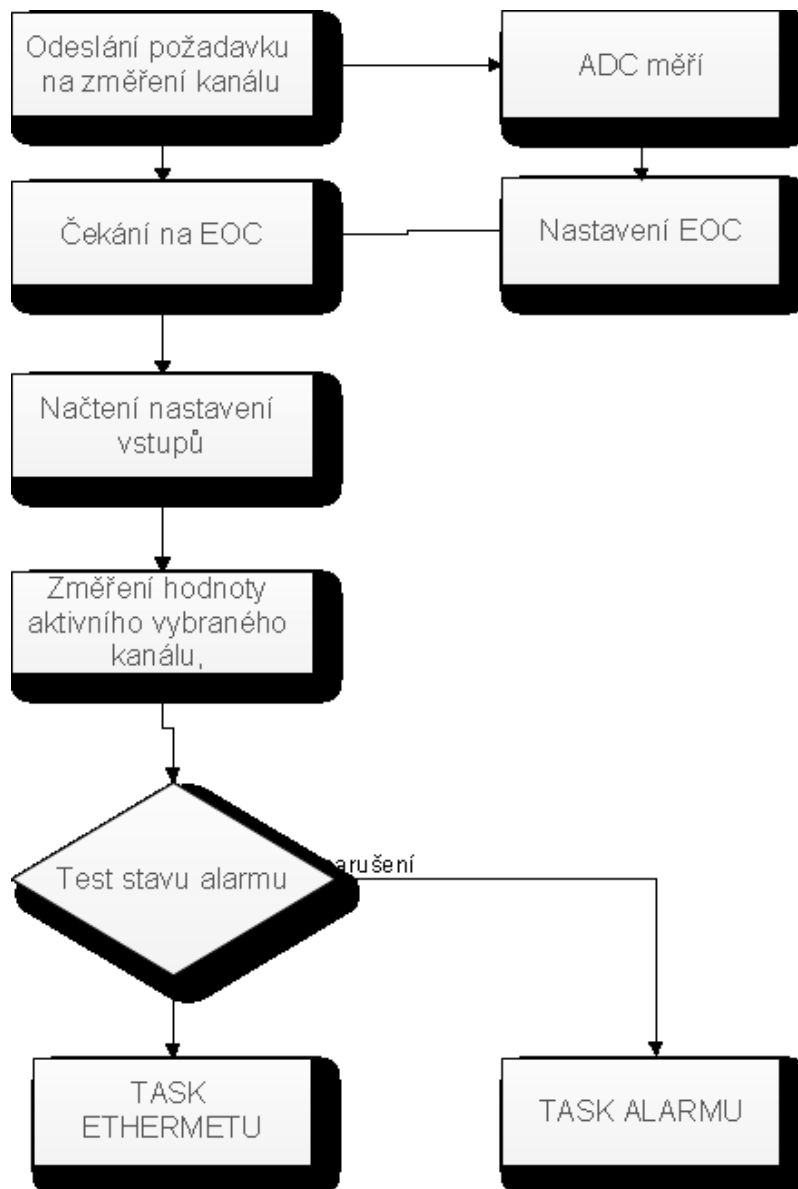 Odeslání požadavku
na změření kanálu
ADC měří
Čekání na EOC
Nastavení EOC
Načtení nastavení
vstupů
Změření hodnoty
aktivního vybraného
kanálu,
Test stavu alarmu
arušení
TASK
ETHERMETU
TASK ALARMU